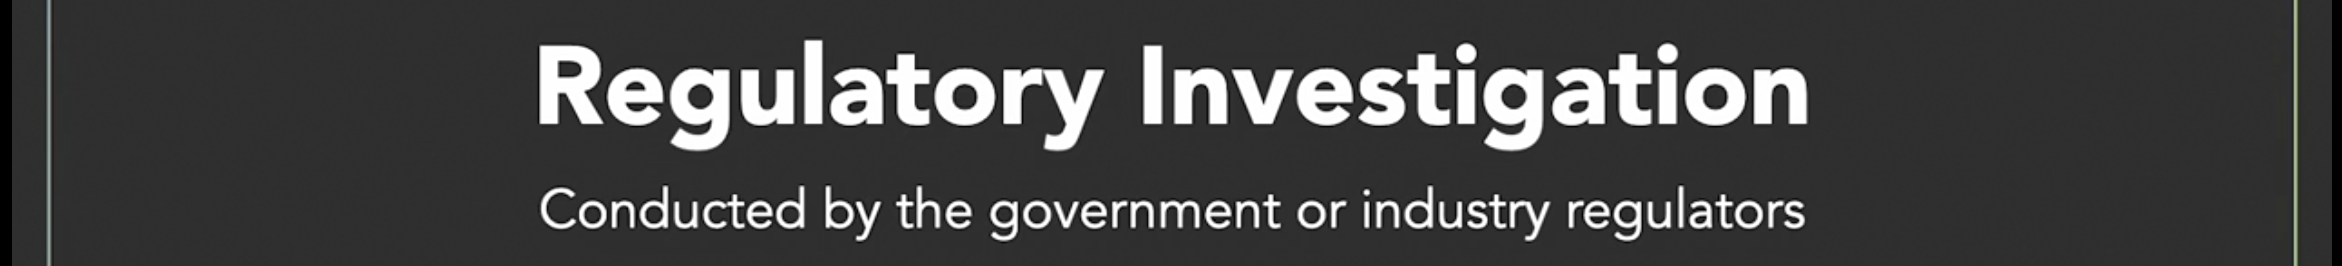 Regulatory Investigation
Conducted by the government or industry regulators